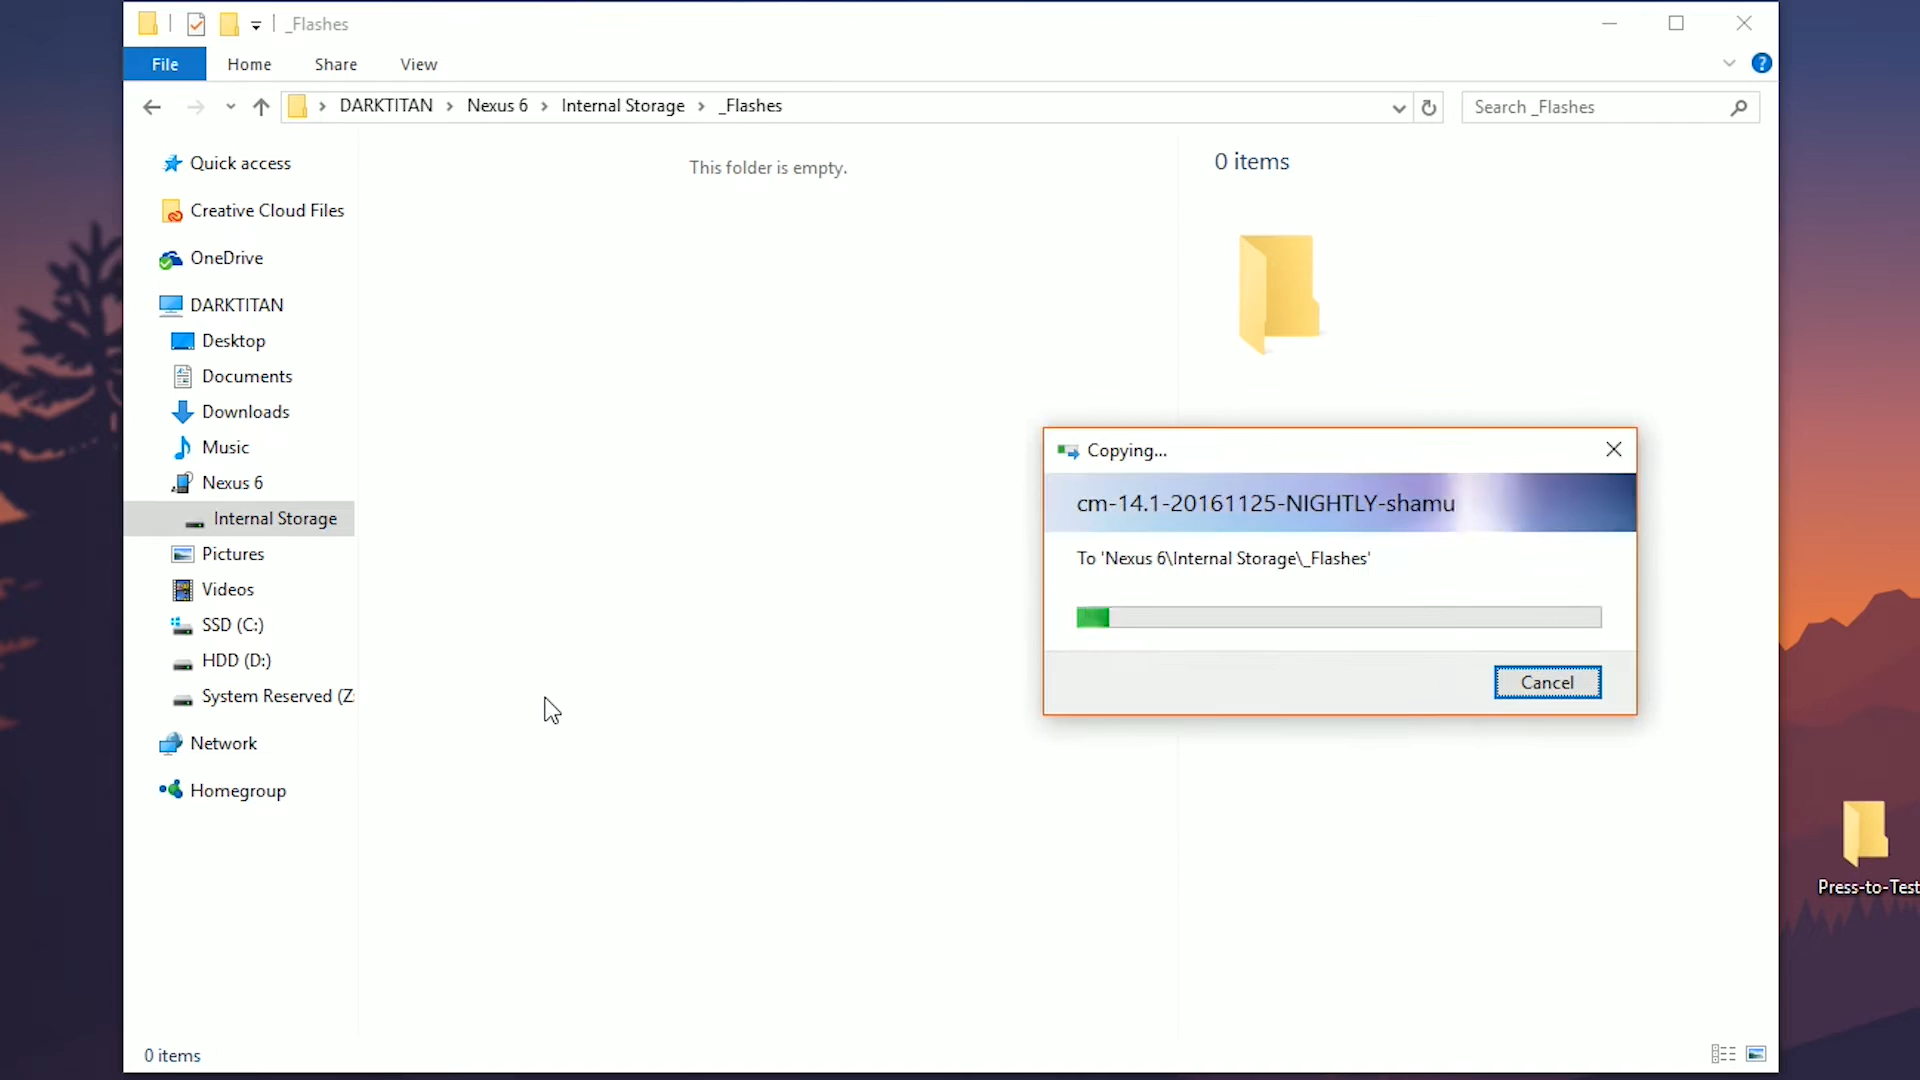 _Flashes
File Home Share View
DARKTITAN Nexus 6 Internal Storage _Flashes
Search _Flashes
Quick access
Creative Cloud Files
OneDrive
DARKTITAN
Desktop
Documents
Downloads
Music
Nexus 6
Internal Storage
Pictures
Videos
SSD (C:)
HDD (D:)
System Reserved (Z
Network
Homegroup
This folder is empty.
0 items
Copying...
cm-14.1-20161125-NIGHTLY-shamu
To 'Nexus 6\Internal Storage\_Flashes'
Cancel
Press-to-Test
0 items